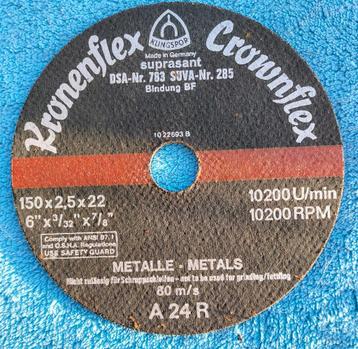 KLINGSPOR
Made in Germany
Kronenflex
Crownflex
suprasant
DSA-Nr. 783 SUVA-Nr. 285
Bindung BF
10 22693 B
150 x 2,5 x 22
6" x 3/32" x 7/8"
10200 U/min
10200 RPM
Comply with ANSI B7.1
and O.S.H.A. Regulations
USE SAFETY GUARD
METALLE - METALS
Nicht zulässig für Schruppschleifen - not to be used for grinding/fettling
80 m/s
A 24 R